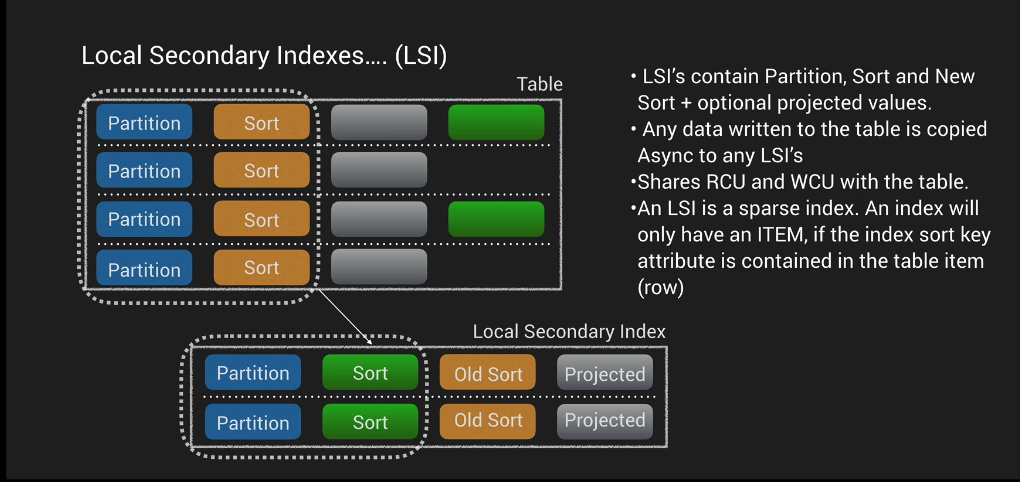 Local Secondary Indexes.... (LSI)
Table
Partition Sort
Partition Sort
Partition Sort
Partition Sort
• LSI's contain Partition, Sort and New
Sort + optional projected values.
• Any data written to the table is copied
Async to any LSI's
•Shares RCU and WCU with the table.
•An LSI is a sparse index. An index will
only have an ITEM, if the index sort key
attribute is contained in the table item
(row)
Local Secondary Index
Partition Sort Old Sort Projected
Partition Sort Old Sort Projected